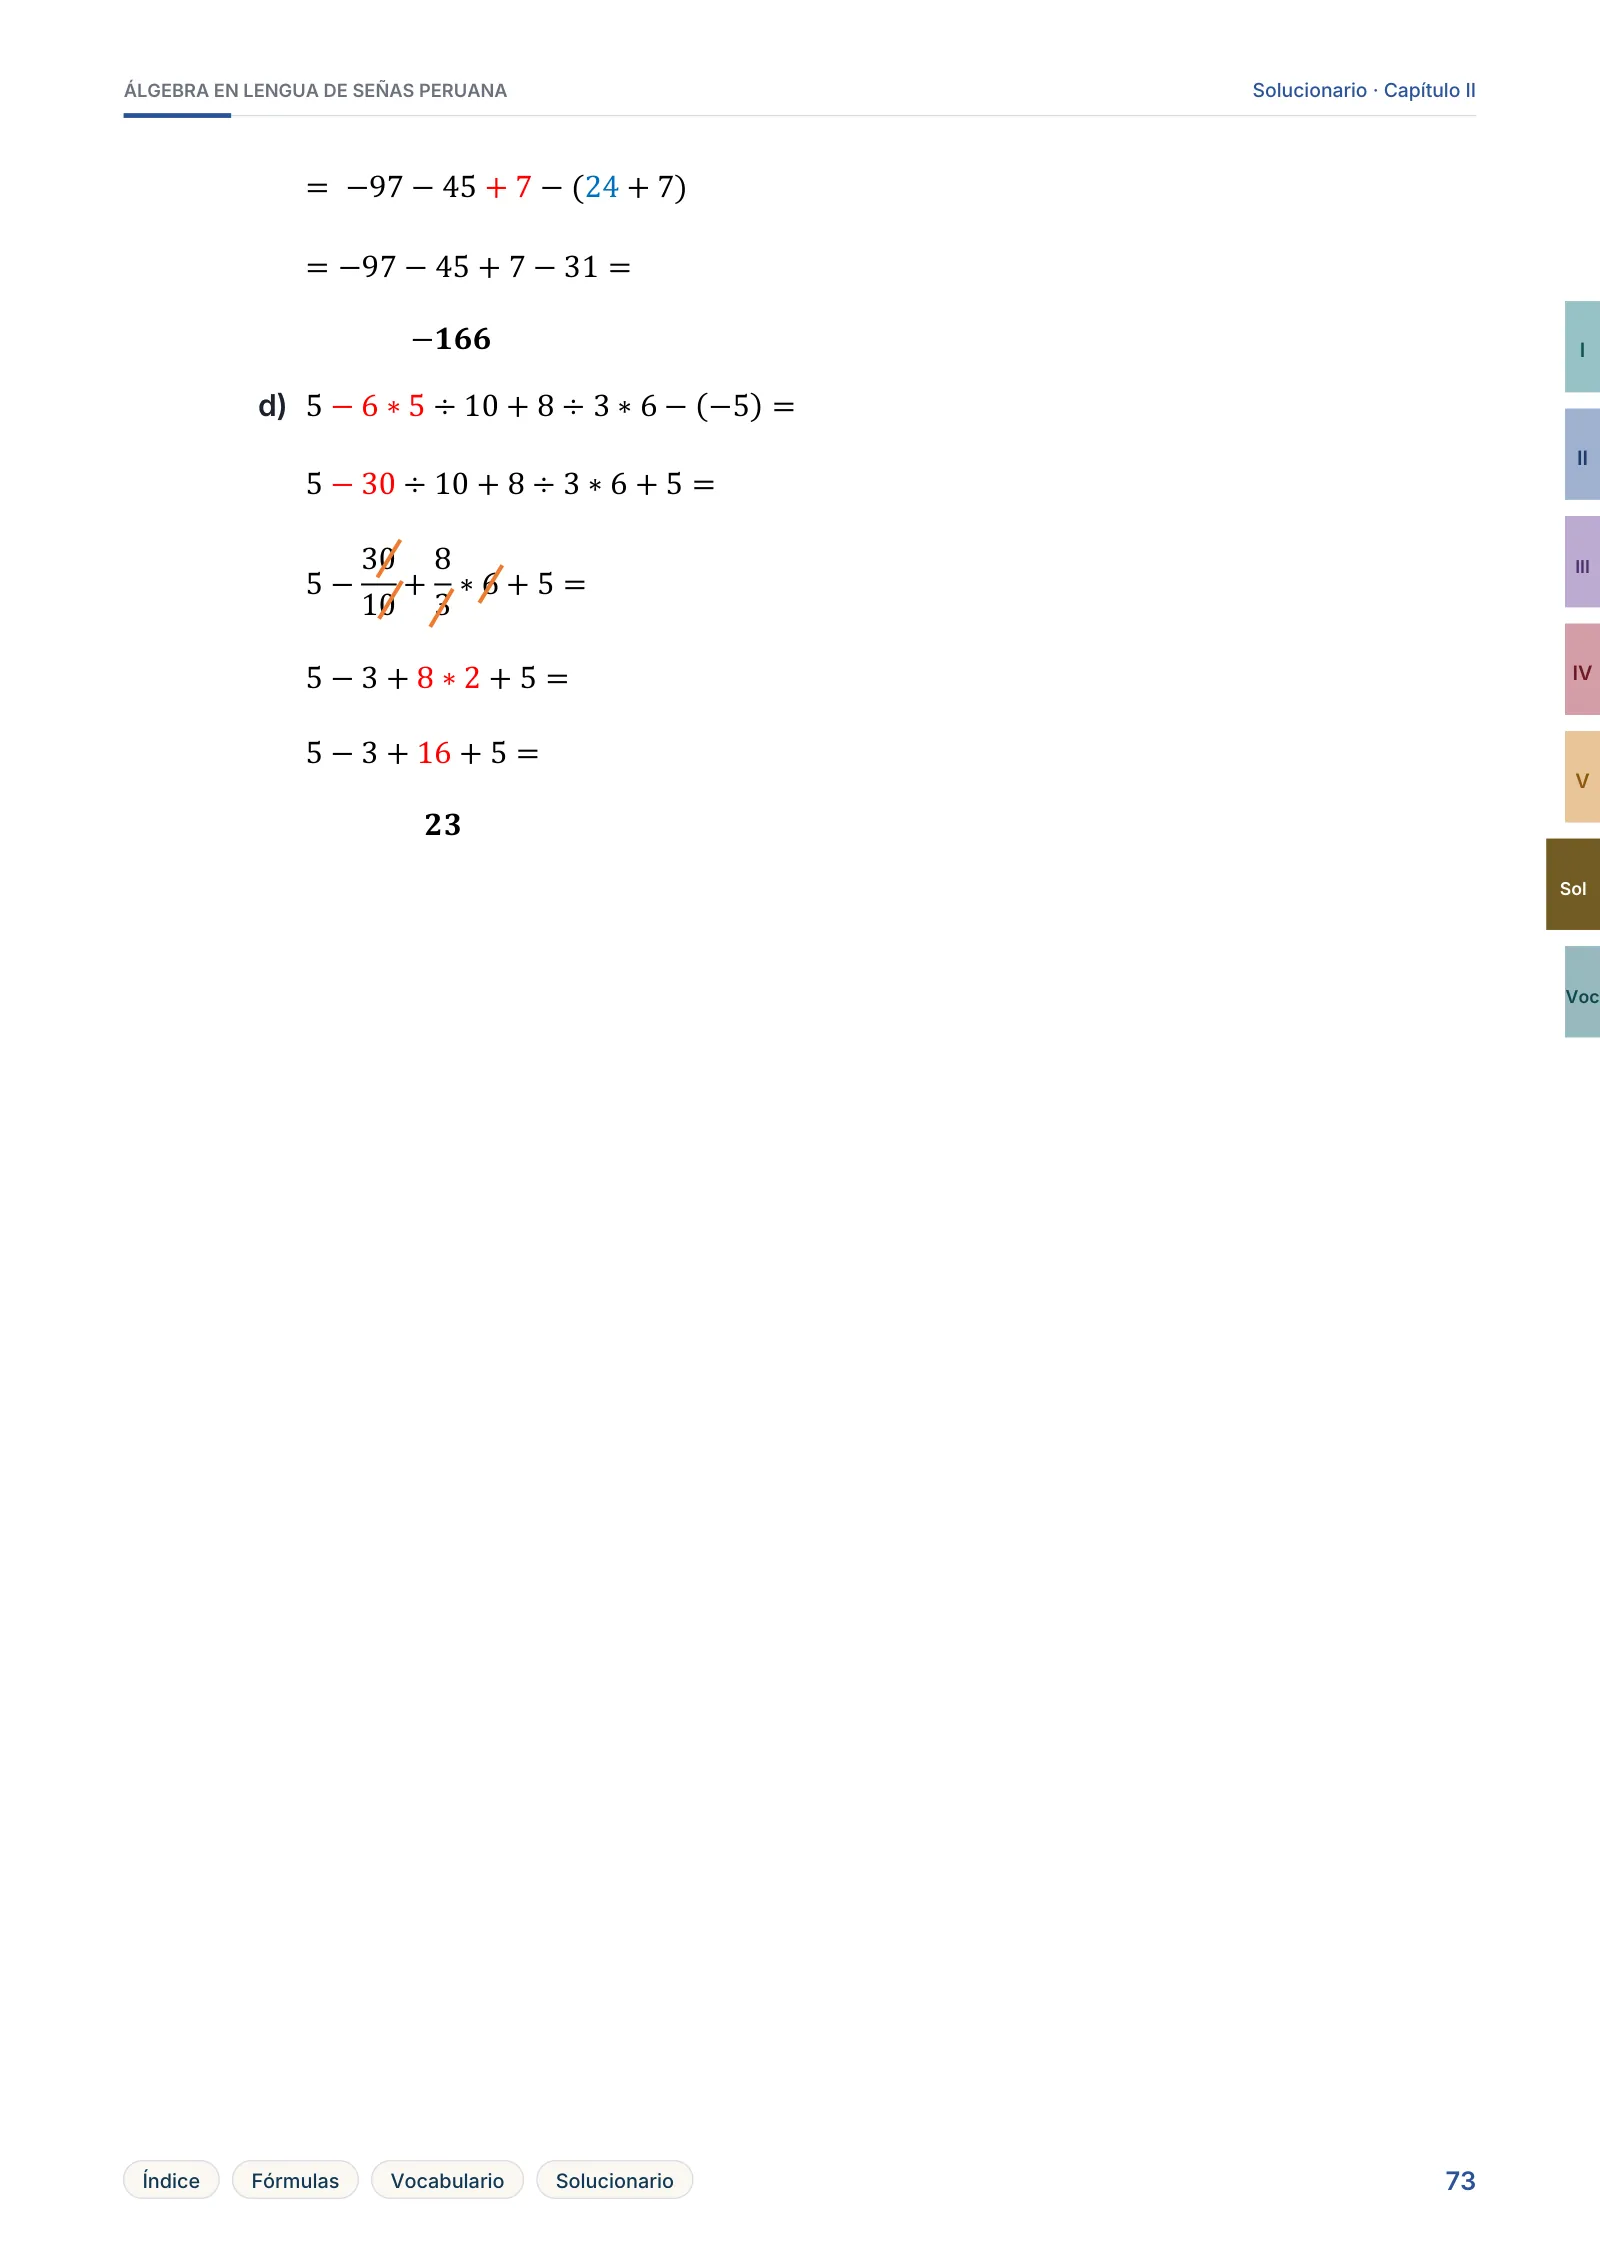 ÁLGEBRA EN LENGUA DE SEÑAS PERUANA
Solucionario · Capítulo II
= −97 − 45 + 7 − (24 + 7)
= −97 − 45 + 7 − 31 =
−166
d) 5 − 6 ∗ 5 ÷ 10 + 8 ÷ 3 ∗ 6 − (−5) =
5 − 30 ÷ 10 + 8 ÷ 3 ∗ 6 + 5 =
5 − 30/10 + 8/3 ∗ 6 + 5 =
5 − 3 + 8 ∗ 2 + 5 =
5 − 3 + 16 + 5 =
23
I
II
III
IV
V
Sol
Voc
Índice
Fórmulas
Vocabulario
Solucionario
73